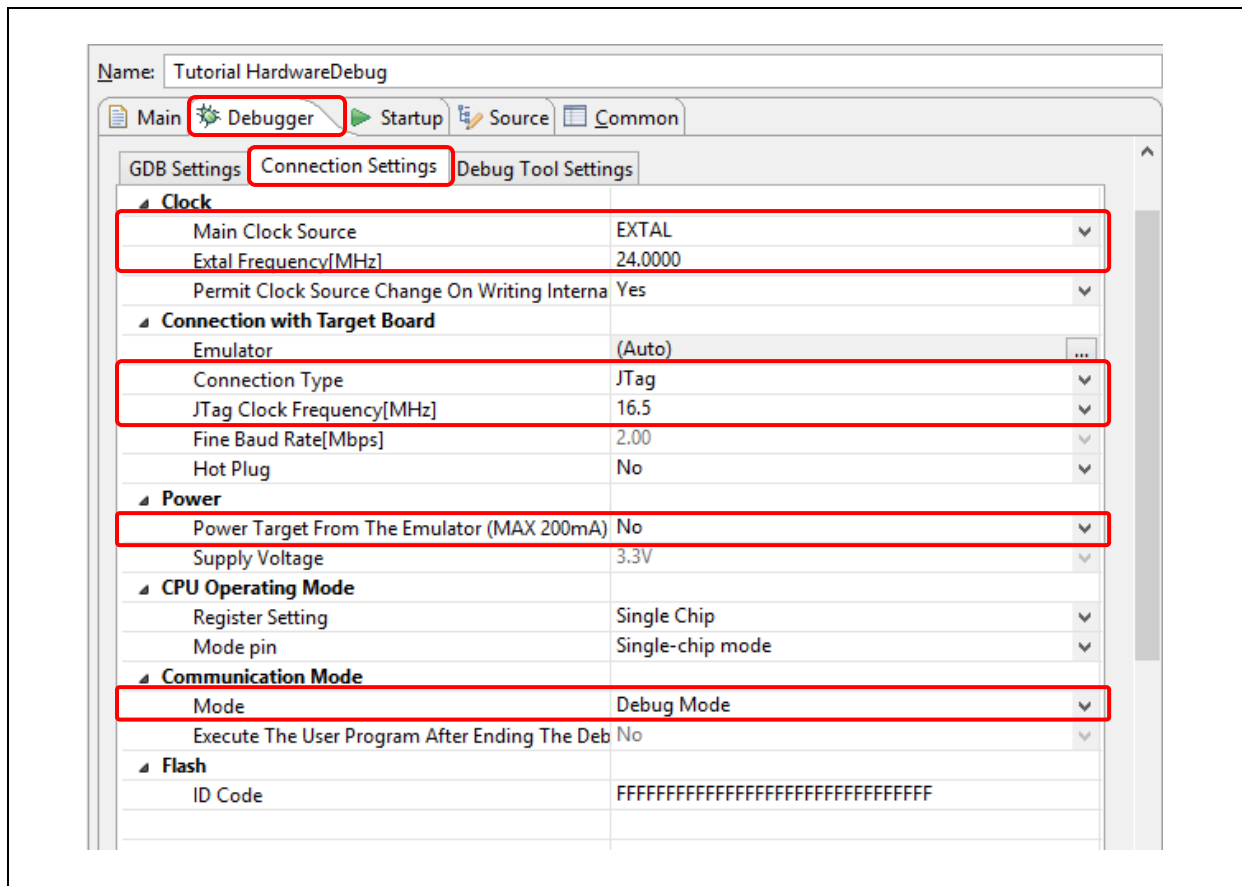 Name: Tutorial HardwareDebug
Main Debugger Startup Source Common
GDB Settings Connection Settings Debug Tool Settings
Clock
Main Clock Source EXTAL
Extal Frequency[MHz] 24.0000
Permit Clock Source Change On Writing Interna Yes
Connection with Target Board
Emulator (Auto) ...
Connection Type JTag
JTag Clock Frequency[MHz] 16.5
Fine Baud Rate[Mbps] 2.00
Hot Plug No
Power
Power Target From The Emulator (MAX 200mA) No
Supply Voltage 3.3V
CPU Operating Mode
Register Setting Single Chip
Mode pin Single-chip mode
Communication Mode
Mode Debug Mode
Execute The User Program After Ending The Deb No
Flash
ID Code FFFFFFFFFFFFFFFFFFFFFFFFFFFFFFFF